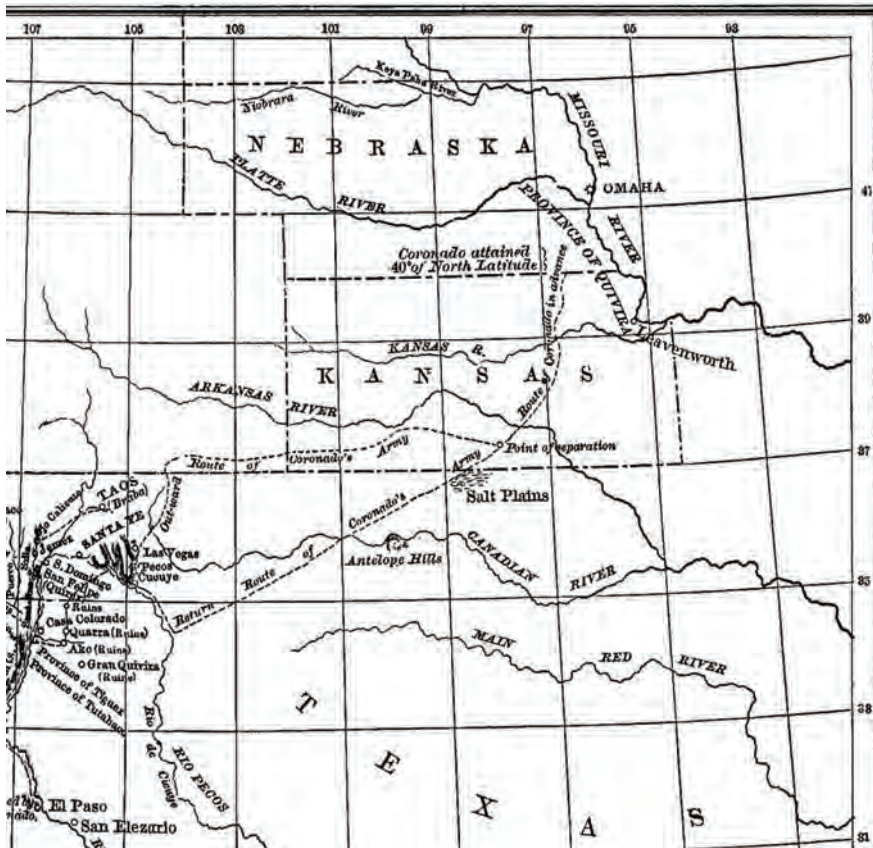 107 105 103 101 99 97 95 93
Keya Paha River
Niobrara River
MISSOURI RIVER
NEBRASKA
PLATTE RIVER
OMAHA
41
PROVINCE OF QUIVIRA
Coronado attained
40° of North Latitude
Route of Coronado in advance
39
Leavenworth
KANSAS R.
KANSAS
ARKANSAS RIVER
Outward Route of Coronado's Army
Point of separation
37
Return Route of Coronado's Army
Salt Plains
TAOS
(Braba)
SANTA FE
Las Vegas
Pecos
Cicuye
S. Domingo
San Felipe
Ruins
Casa Colorado
Quarra (Ruins)
Gran Quivira
(Ruins)
Province of Tiguex
Province of Tutahaco
Antelope Hills
CANADIAN RIVER
35
MAIN RED RIVER
33
TEXAS
Rio de Cicuye
RIO PECOS
El Paso
San Elezario
31